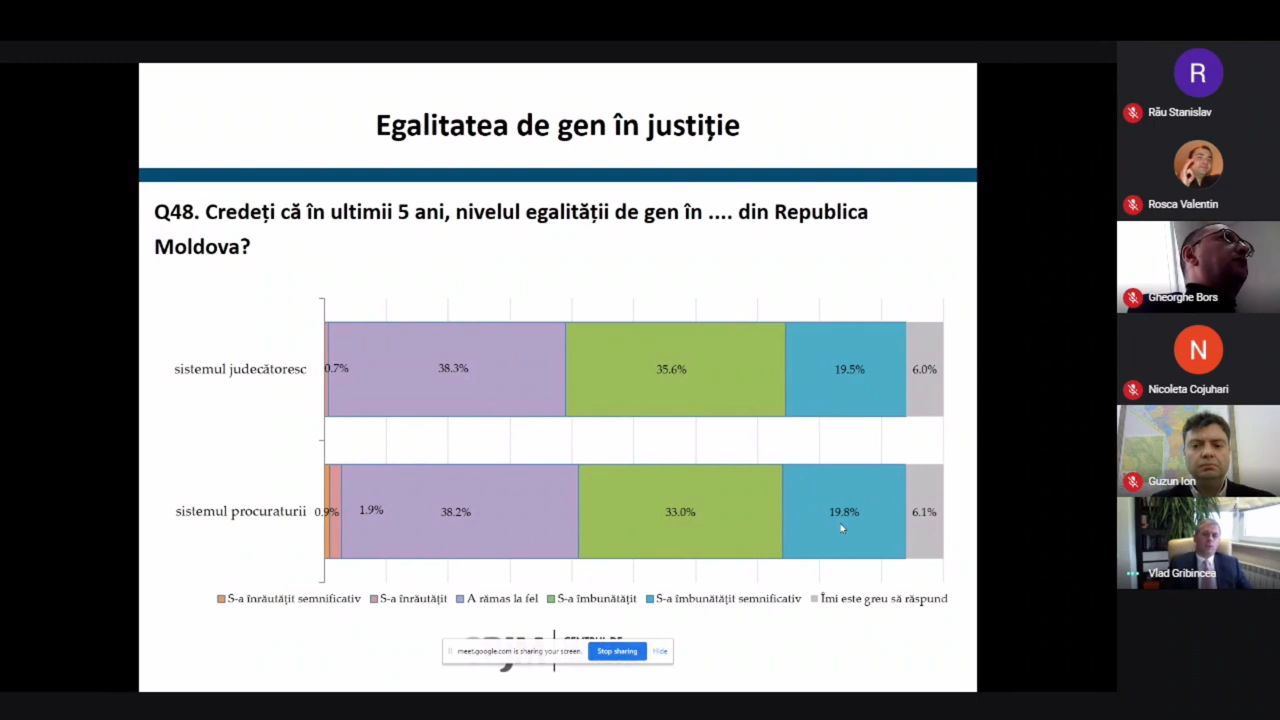 Egalitatea de gen în justiție
Q48. Credeți că în ultimii 5 ani, nivelul egalității de gen în .... din Republica
Moldova?
sistemul judecătoresc
0.7%
38.3%
35.6%
19.5%
6.0%
sistemul procuraturii
0.9%
1.9%
38.2%
33.0%
19.8%
6.1%
S-a înrăutățit semnificativ
S-a înrăutățit
A rămas la fel
S-a îmbunătățit
S-a îmbunătățit semnificativ
Îmi este greu să răspund
meet.google.com is sharing your screen.
Stop sharing
Hide
R
Rău Stanislav
Rosca Valentin
Gheorghe Bors
N
Nicoleta Cojuhari
Guzun Ion
Vlad Gribincea